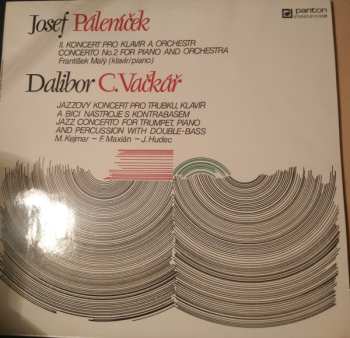 panton
Josef Páleníček
II. KONCERT PRO KLAVÍR A ORCHESTR
CONCERTO No.2 FOR PIANO AND ORCHESTRA
František Malý (klavír/piano)
Dalibor C. Vačkář
JAZZOVÝ KONCERT PRO TRUBKU, KLAVÍR
A BICÍ NÁSTROJE S KONTRABASEM
JAZZ CONCERTO FOR TRUMPET, PIANO
AND PERCUSSION WITH DOUBLE-BASS
M. Kejmar – F. Maxián – J. Hudec